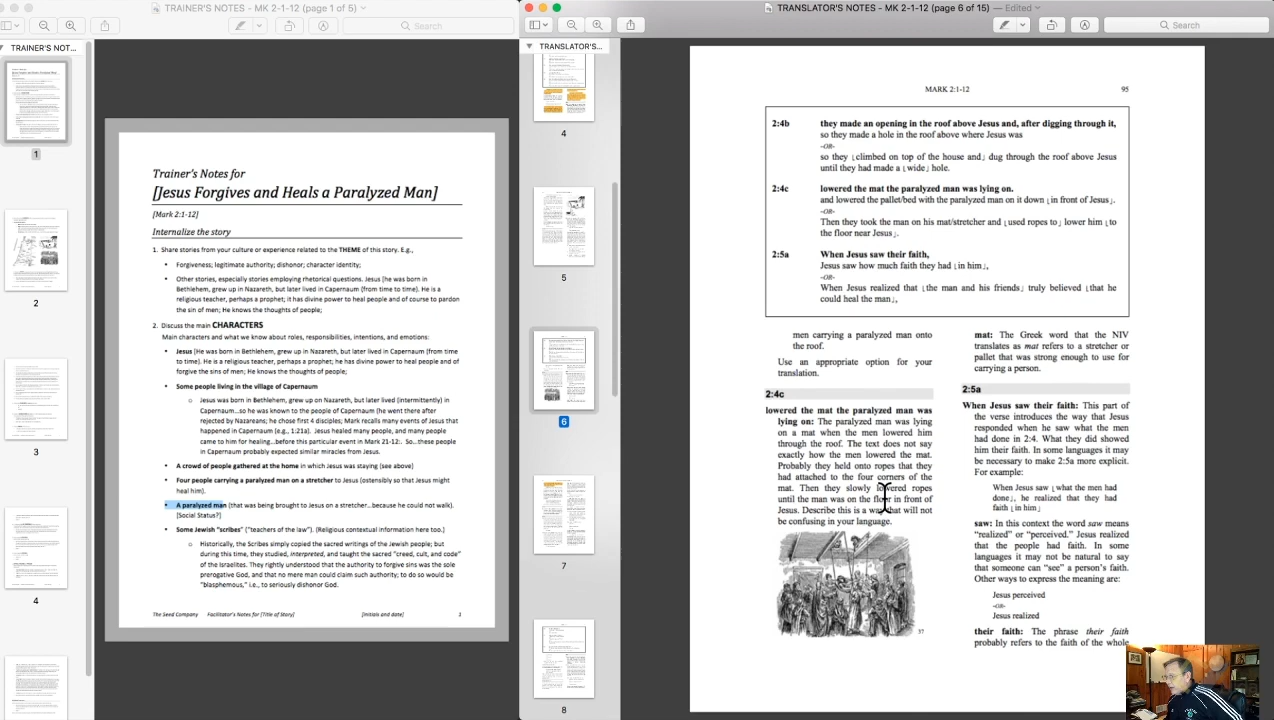 TRAINER'S NOTES - MK 2-1-12 (page 1 of 5)
Search
TRAINER'S NOT...
1
2
3
4
Trainer's Notes for
[Jesus Forgives and Heals a Paralyzed Man]
[Mark 2:1-12]
Internalize the story
1. Share stories from your culture or experience related to the THEME of this story. E.g.,
• Forgiveness; legitimate authority; dishonor; character identity;
• Other stories, especially stories employing rhetorical questions. Jesus [he was born in
Bethlehem, grew up in Nazareth, but later lived in Capernaum (from time to time). He is a
religious teacher, perhaps a prophet; it has divine power to heal people and of course to pardon
the sin of men; He knows the thoughts of people;
2. Discuss the main CHARACTERS
Main characters and what we know about roles, responsibilities, intentions, and emotions:
• Jesus [He was born in Bethlehem, grew up in Nazareth, but later lived in Capernaum (from time
to time). He is a religious teacher, perhaps a prophet; he has divine power to heal people and of
forgive the sins of men; He knows the thoughts of people;
• Some people living in the village of Capernaum
o Jesus was born in Bethlehem, grew up in Nazareth, but later lived (intermittently) in
Capernaum...so he was known to the people of Capernaum (he went there after
rejected by Nazareans; he chose first 4 disciples; Mark recalls many events of Jesus that
happened in Capernaum (e.g., 1:21a). Jesus healed many people, and many people
came to him for healing...before this particular event in Mark 21-12:. So...these people
in Capernaum probably expected similar miracles from Jesus.
• A crowd of people gathered at the home in which Jesus was staying (see above)
• Four people carrying a paralyzed man on a stretcher to Jesus (ostensibly so that Jesus might
heal him).
• A paralyzed man (that was being brought to Jesus on a stretcher...because he could not walk).
[Social Status?]
• Some Jewish "scribes" ("teachers of the law"). (Religious contextual information here too.)
o Historically, the Scribes simply copied the sacred writings of the Jewish people; but
during this time, they studied, interpreted, and taught the sacred "creed, cult, and code"
of the Israelites. They rightly understood that the authority to forgive sins was the sole
prerogative God, and that no mere man could claim such authority; to do so would be
"blasphemous," i.e., to seriously dishonor God.
The Seed Company Facilitator's Notes for [Title of Story] [Initials and date] 1
TRANSLATOR'S NOTES - MK 2-1-12 (page 6 of 15) — Edited
Search
TRANSLATOR'S...
4
5
6
7
8
MARK 2:1-12 95
2:4b they made an opening in the roof above Jesus and, after digging through it,
so they made a hole in the roof above where Jesus was
-OR-
so they ⌊climbed on top of the house and⌋ dug through the roof above Jesus
until they had made a ⌊wide⌋ hole.
2:4c lowered the mat the paralyzed man was lying on.
and lowered the pallet/bed with the paralyzed man on it down ⌊in front of Jesus⌋.
-OR-
Then they took the man on his mat/stretcher and ⌊used ropes to⌋ lower him ⌊to
the floor near Jesus⌋.
2:5a When Jesus saw their faith,
Jesus saw how much faith they had ⌊in him⌋,
-OR-
When Jesus realized that ⌊the man and his friends⌋ truly believed ⌊that he
could heal the man⌋,
men carrying a paralyzed man onto
the roof.
Use an appropriate option for your
translation.
2:4c
lowered the mat the paralyzed man was
lying on: The paralyzed man was lying
on a mat when the men lowered him
through the roof. The text does not say
exactly how the men lowered the mat.
Probably they held onto ropes that they
had attached to the four corners of the
mat. Then they slowly lowered ropes
until the man was on the floor in front of
Jesus. Describe this is a way that will not
be confusing in your language.
37
mat: The Greek word that the NIV
translates as mat refers to a stretcher or
pallet that was strong enough to use for
carrying a person.
2:5a
When Jesus saw their faith: This part of
the verse introduces the way that Jesus
responded when he saw what the men
had done in 2:4. What they did showed
him their faith. In some languages it may
be necessary to make 2:5a more explicit.
For example:
When Jesus saw ⌊what the men had
done⌋, he realized that they had
faith ⌊in him⌋
saw: In this context the word saw means
"realized" or "perceived." Jesus realized
that the people had faith. In some
languages it may not be natural to say
that someone can "see" a person's faith.
Other ways to express the meaning are:
Jesus perceived
-OR-
Jesus realized
their faith: The phrase their faith
probably refers to the faith of the whole